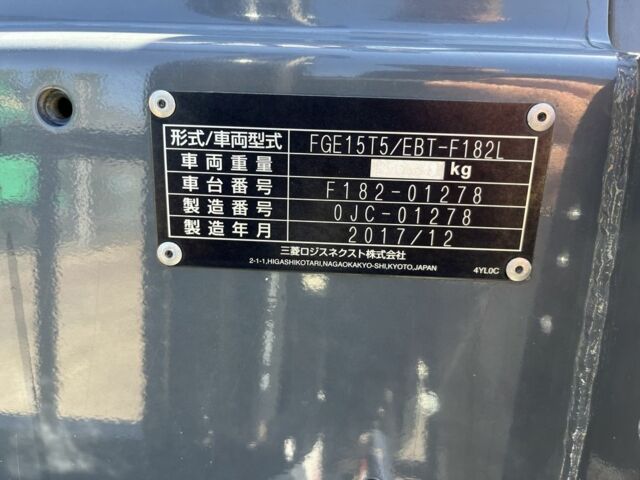 形式/車両型式 FGE15T5/EBT-F182L
車両重量 kg
車台番号 F182-01278
製造番号 0JC-01278
製造年月 2017/12
三菱ロジスネクスト株式会社
2-1-1,HIGASHIKOTARI,NAGAOKAKYO-SHI,KYOTO,JAPAN 4YL0C